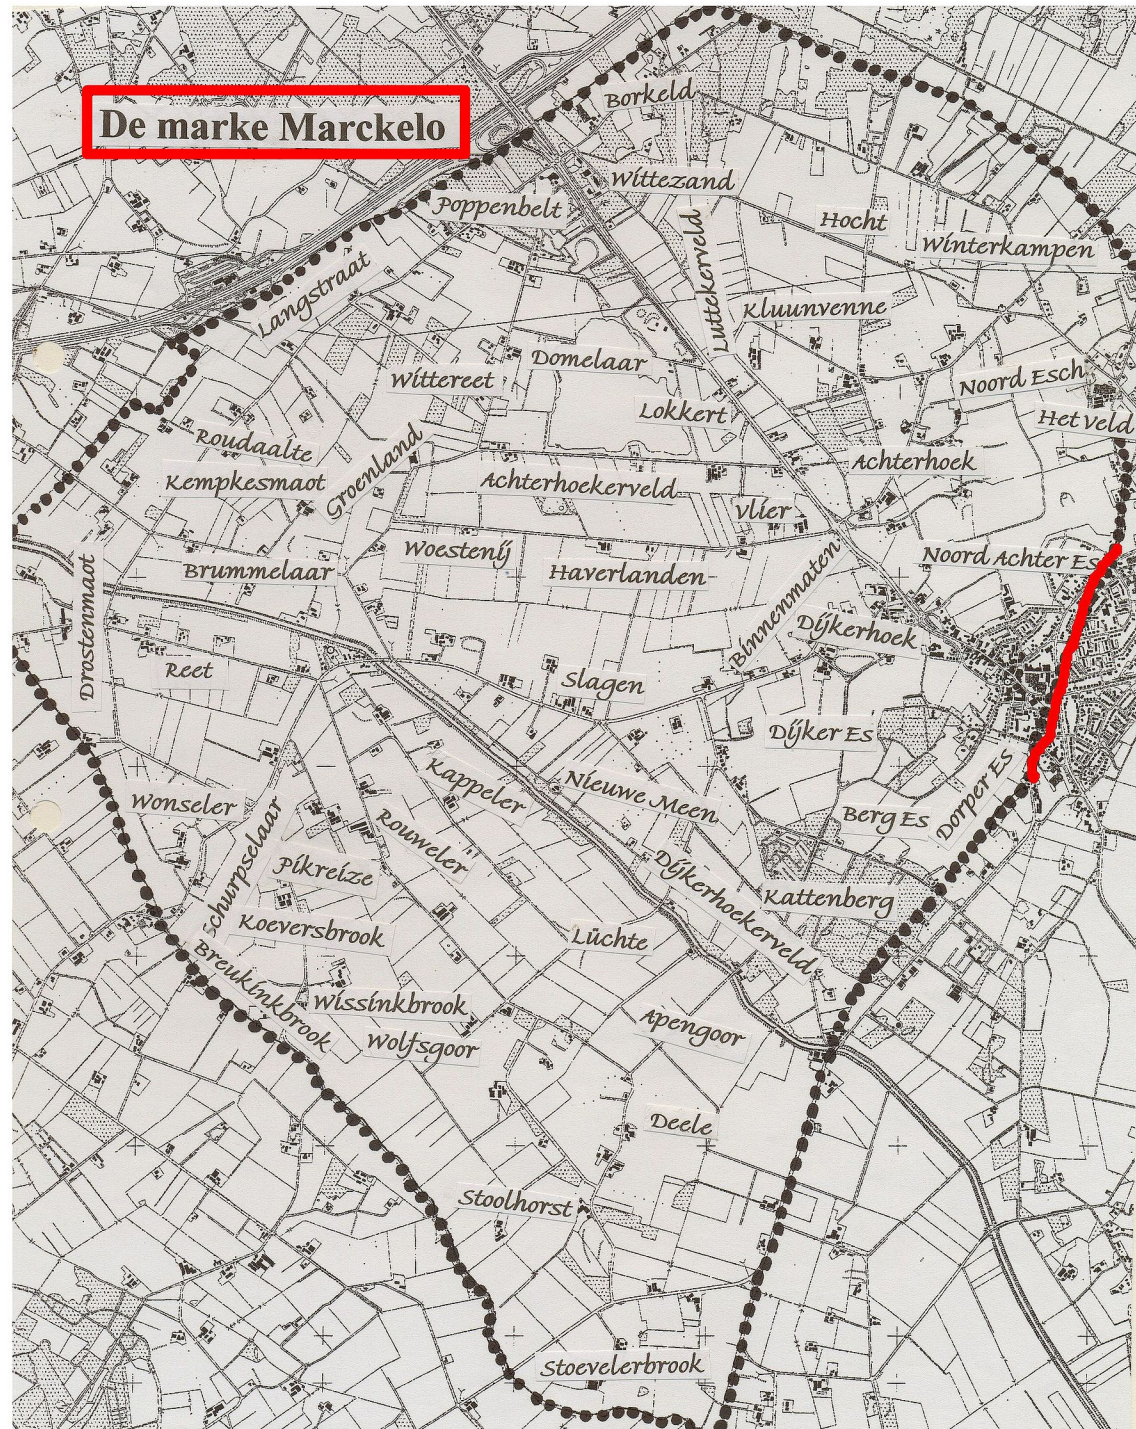 De marke Marckelo
Borkeld
Wittezand
Poppenbelt
Hocht
Luttekerveld
Winterkampen
Langstraat
Kluunvenne
Domelaar
Wittereet
Noord Esch
Lokkert
Het veld
Roudaalte
Groenland
Achterhoek
Kempkesmaot
Achterhoekerveld
Vlier
Woestenij
Noord Achter Es
Brummelaar
Haverlanden-
Binnenmaten
Drostenmaot
Dijkerhoek
Reet
Slagen
Dijker Es
Kappeler
Nieuwe Meen
Dorper Es
Wonseler
Berg Es
Rouweler
Schurpselaar
Pikreize
Dijkerhoekerveld
Kattenberg
Koeversbrook
Lüchte
Breukinkbrook
Wissinkbrook
Apengoor
Wolfsgoor
Deele
Stoolhorst
Stoevelerbrook